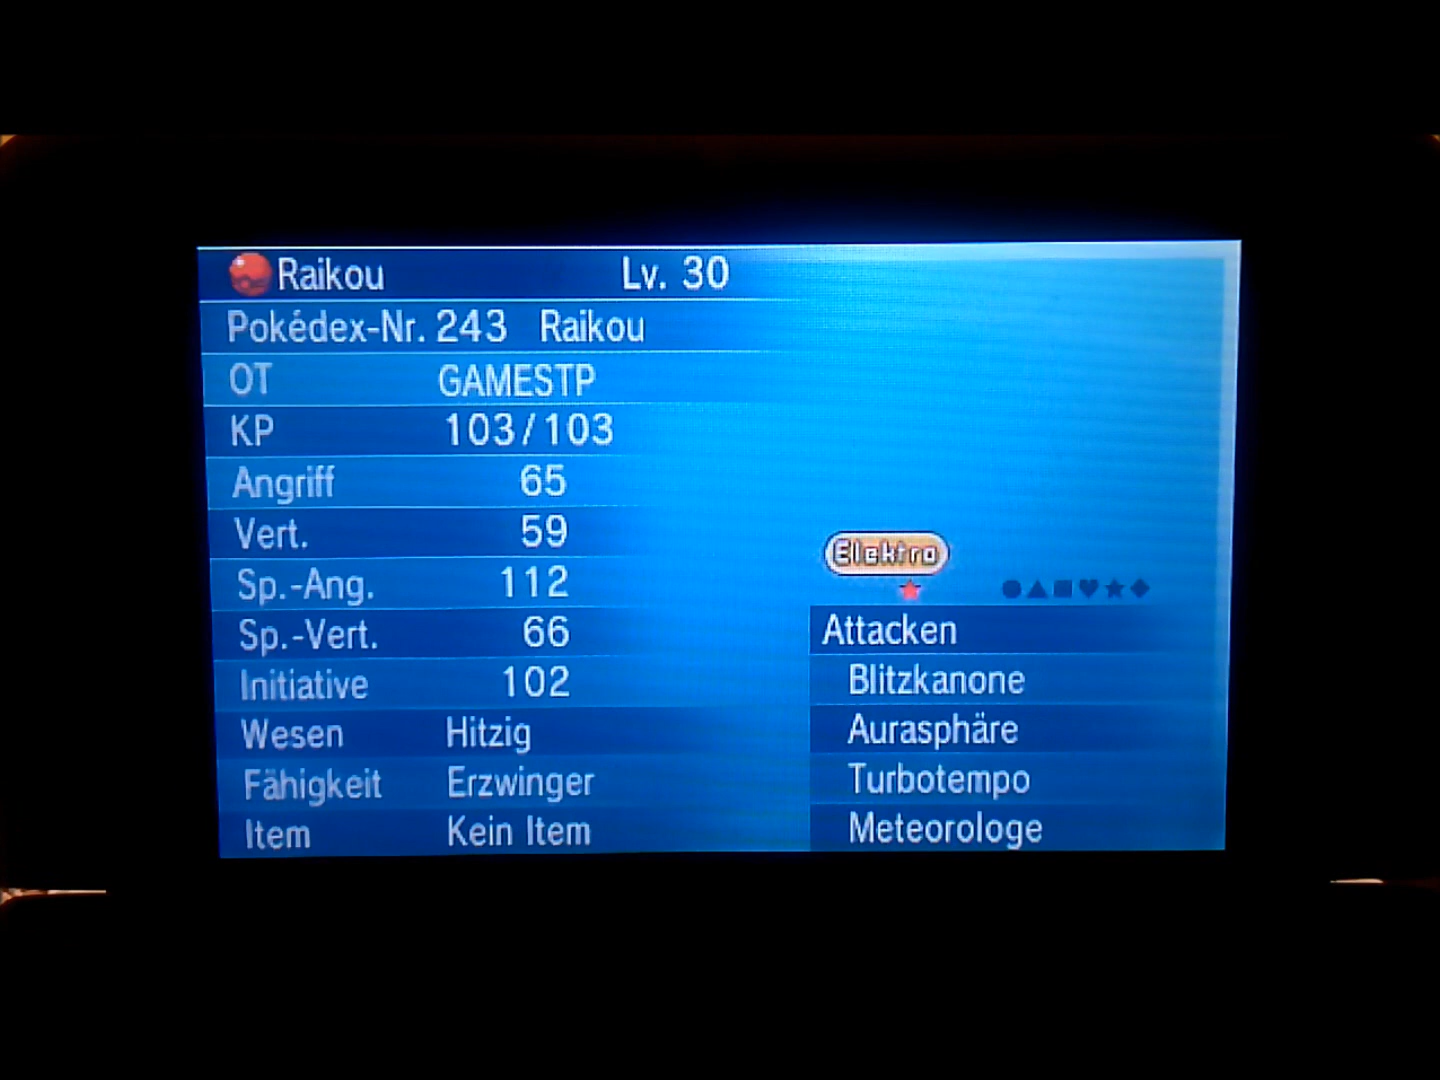 Raikou Lv. 30
Pokédex-Nr. 243 Raikou
OT GAMESTP
KP 103/103
Angriff 65
Vert. 59
Sp.-Ang. 112
Sp.-Vert. 66
Initiative 102
Wesen Hitzig
Fähigkeit Erzwinger
Item Kein Item
Elektro
Attacken
Blitzkanone
Aurasphäre
Turbotempo
Meteorologe